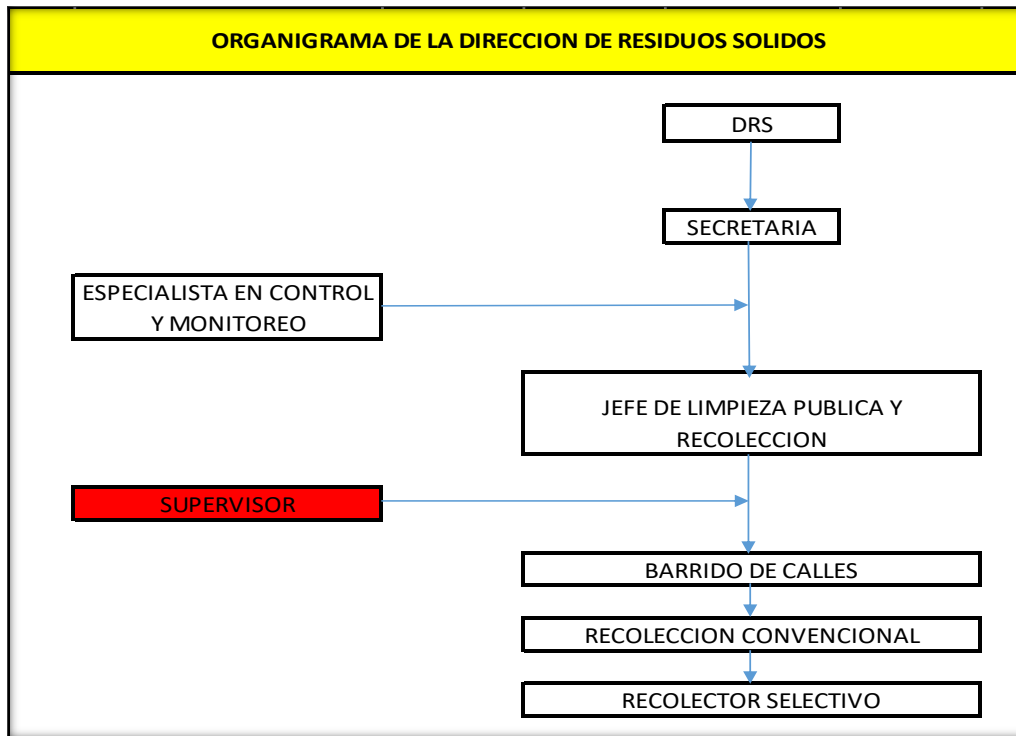 ORGANIGRAMA DE LA DIRECCION DE RESIDUOS SOLIDOS
DRS
SECRETARIA
ESPECIALISTA EN CONTROL
Y MONITOREO
JEFE DE LIMPIEZA PUBLICA Y
RECOLECCION
SUPERVISOR
BARRIDO DE CALLES
RECOLECCION CONVENCIONAL
RECOLECTOR SELECTIVO